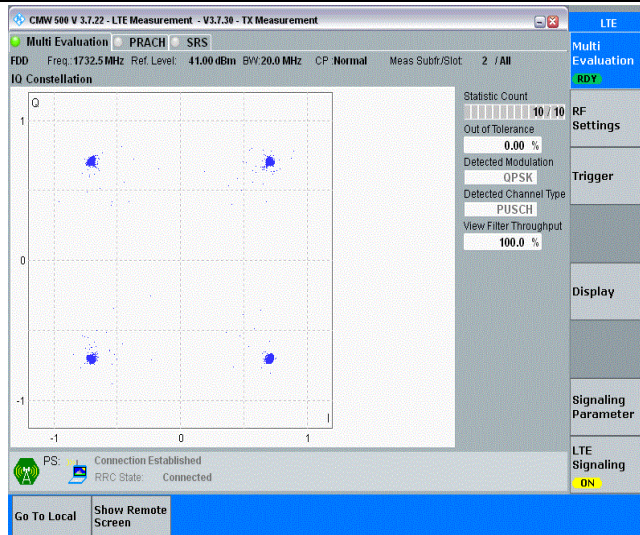 CMW 500 V 3.7.22 - LTE Measurement - V3.7.30 - TX Measurement
LTE
Multi Evaluation PRACH SRS
Multi
Evaluation
RDY
FDD Freq.:1732.5 MHz Ref. Level: 41.00 dBm BW:20.0 MHz CP :Normal Meas Subfr./Slot: 2 /All
IQ Constellation
Q
1
0
-1
-1 0 1
I
Statistic Count
10 / 10
Out of Tolerance
0.00 %
Detected Modulation
QPSK
Detected Channel Type
PUSCH
View Filter Throughput
100.0 %
RF
Settings
Trigger
Display
Signaling
Parameter
LTE
Signaling
ON
PS: Connection Established
RRC State: Connected
Go To Local
Show Remote
Screen